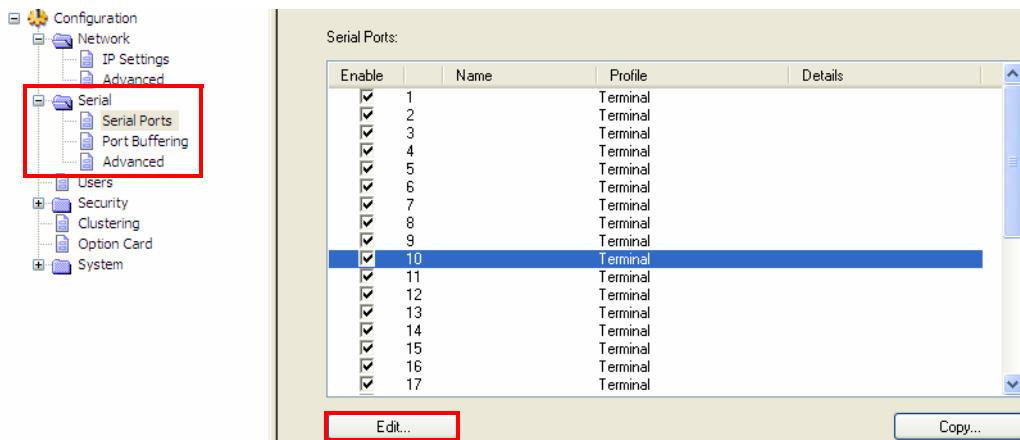 Configuration
Network
IP Settings
Advanced
Serial
Serial Ports
Port Buffering
Advanced
Users
Security
Clustering
Option Card
System
Serial Ports:
Enable Name Profile Details
1 Terminal
2 Terminal
3 Terminal
4 Terminal
5 Terminal
6 Terminal
7 Terminal
8 Terminal
9 Terminal
10 Terminal
11 Terminal
12 Terminal
13 Terminal
14 Terminal
15 Terminal
16 Terminal
17 Terminal
Edit... Copy...